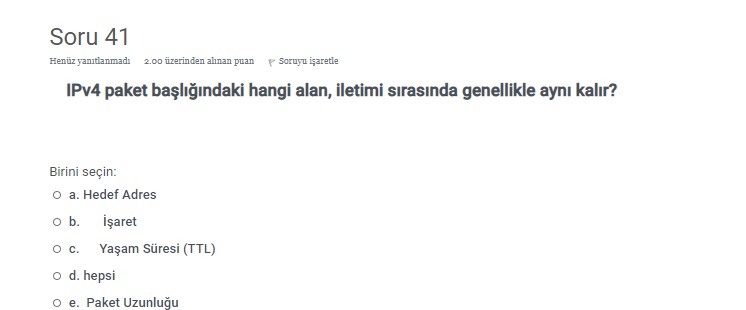 Soru 41
Henüz yanıtlanmadı 2.00 üzerinden alınan puan Soruyu işaretle
IPv4 paket başlığındaki hangi alan, iletimi sırasında genellikle aynı kalır?
Birini seçin:
a. Hedef Adres
b. İşaret
c. Yaşam Süresi (TTL)
d. hepsi
e. Paket Uzunluğu